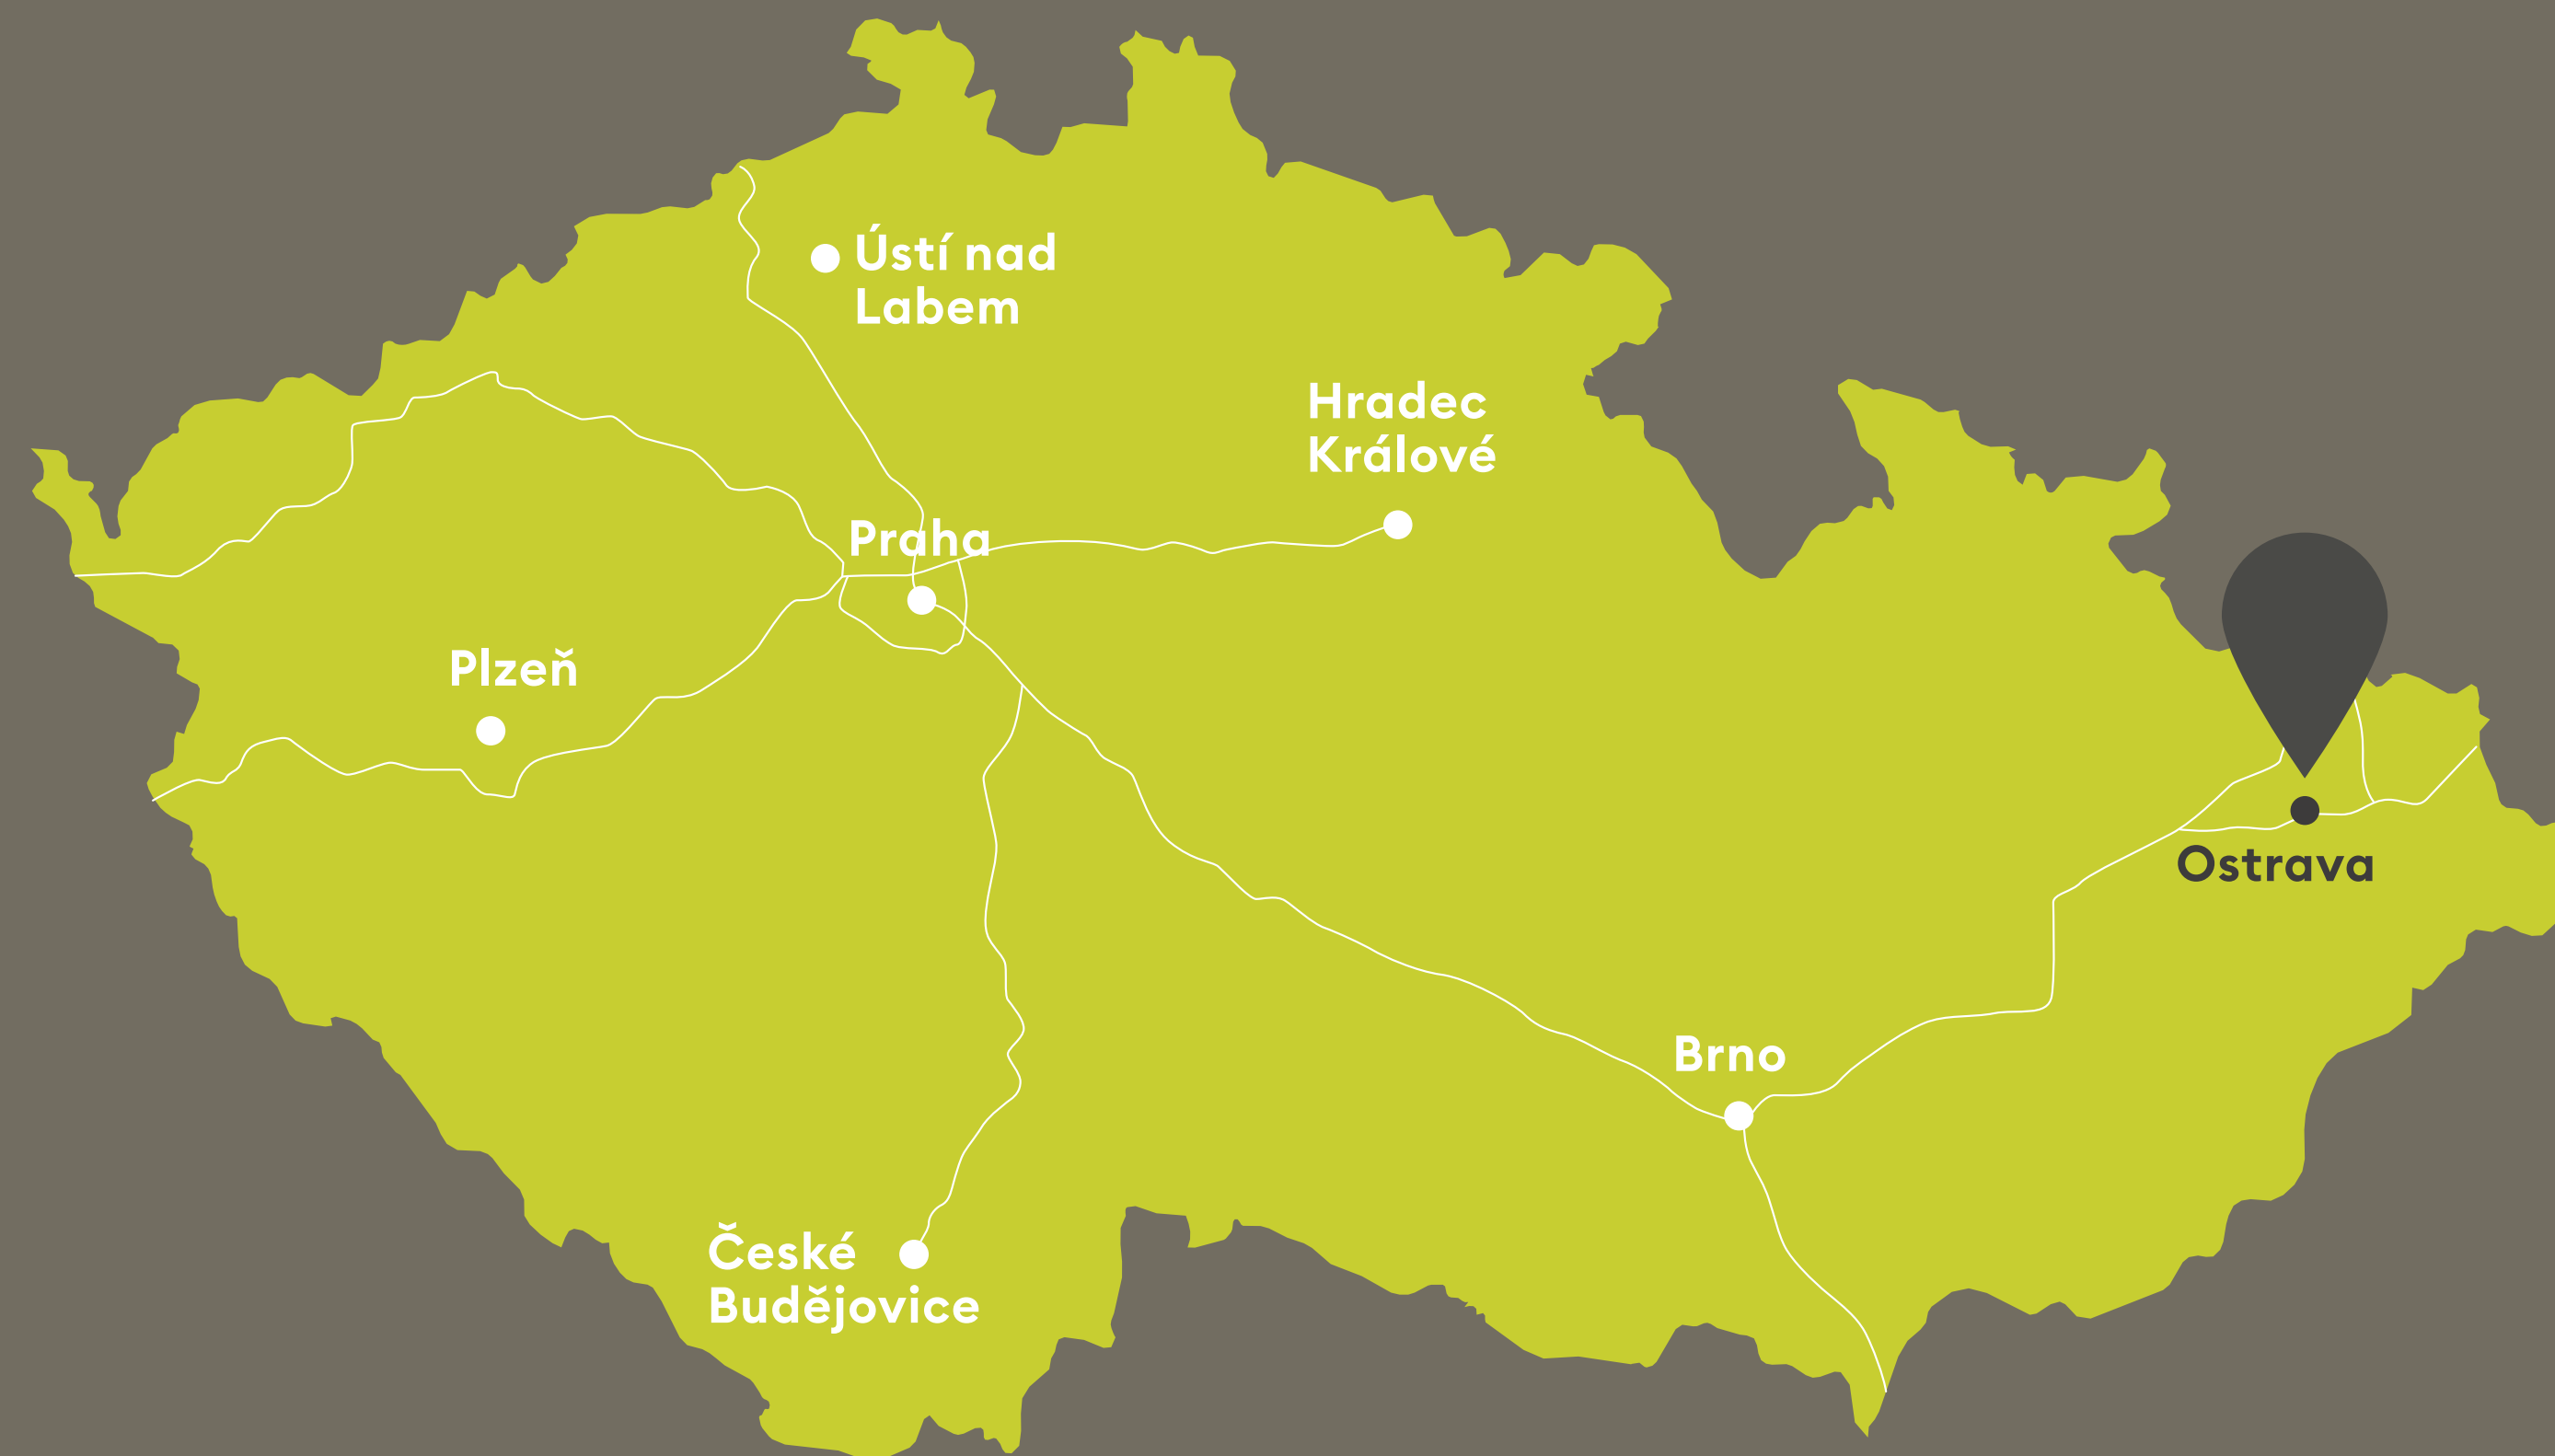 Ústí nad
Labem
Hradec
Králové
Praha
Plzeň
Ostrava
Brno
České
Budějovice